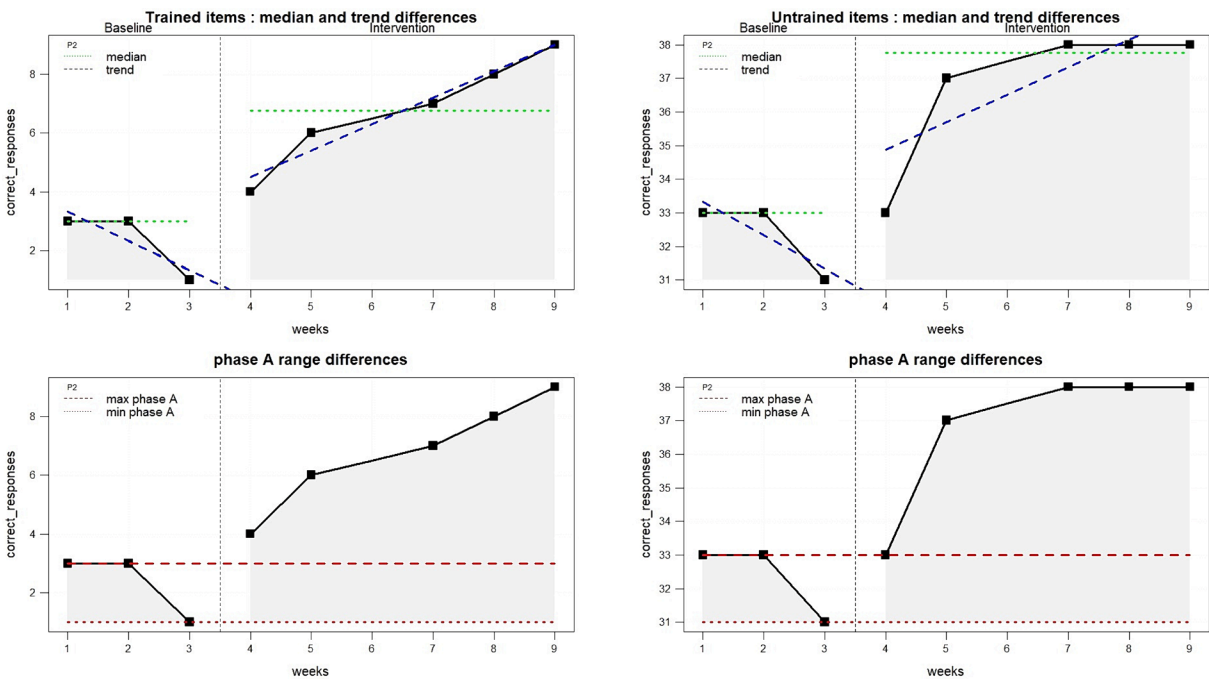 Trained items : median and trend differences
Baseline
Intervention
P2
median
trend
correct_responses
8
6
4
2
1 2 3 4 5 6 7 8 9
weeks
Untrained items : median and trend differences
Baseline
Intervention
P2
median
trend
correct_responses
38
37
36
35
34
33
32
31
1 2 3 4 5 6 7 8 9
weeks
phase A range differences
P2
max phase A
min phase A
correct_responses
8
6
4
2
1 2 3 4 5 6 7 8 9
weeks
phase A range differences
P2
max phase A
min phase A
correct_responses
38
37
36
35
34
33
32
31
1 2 3 4 5 6 7 8 9
weeks